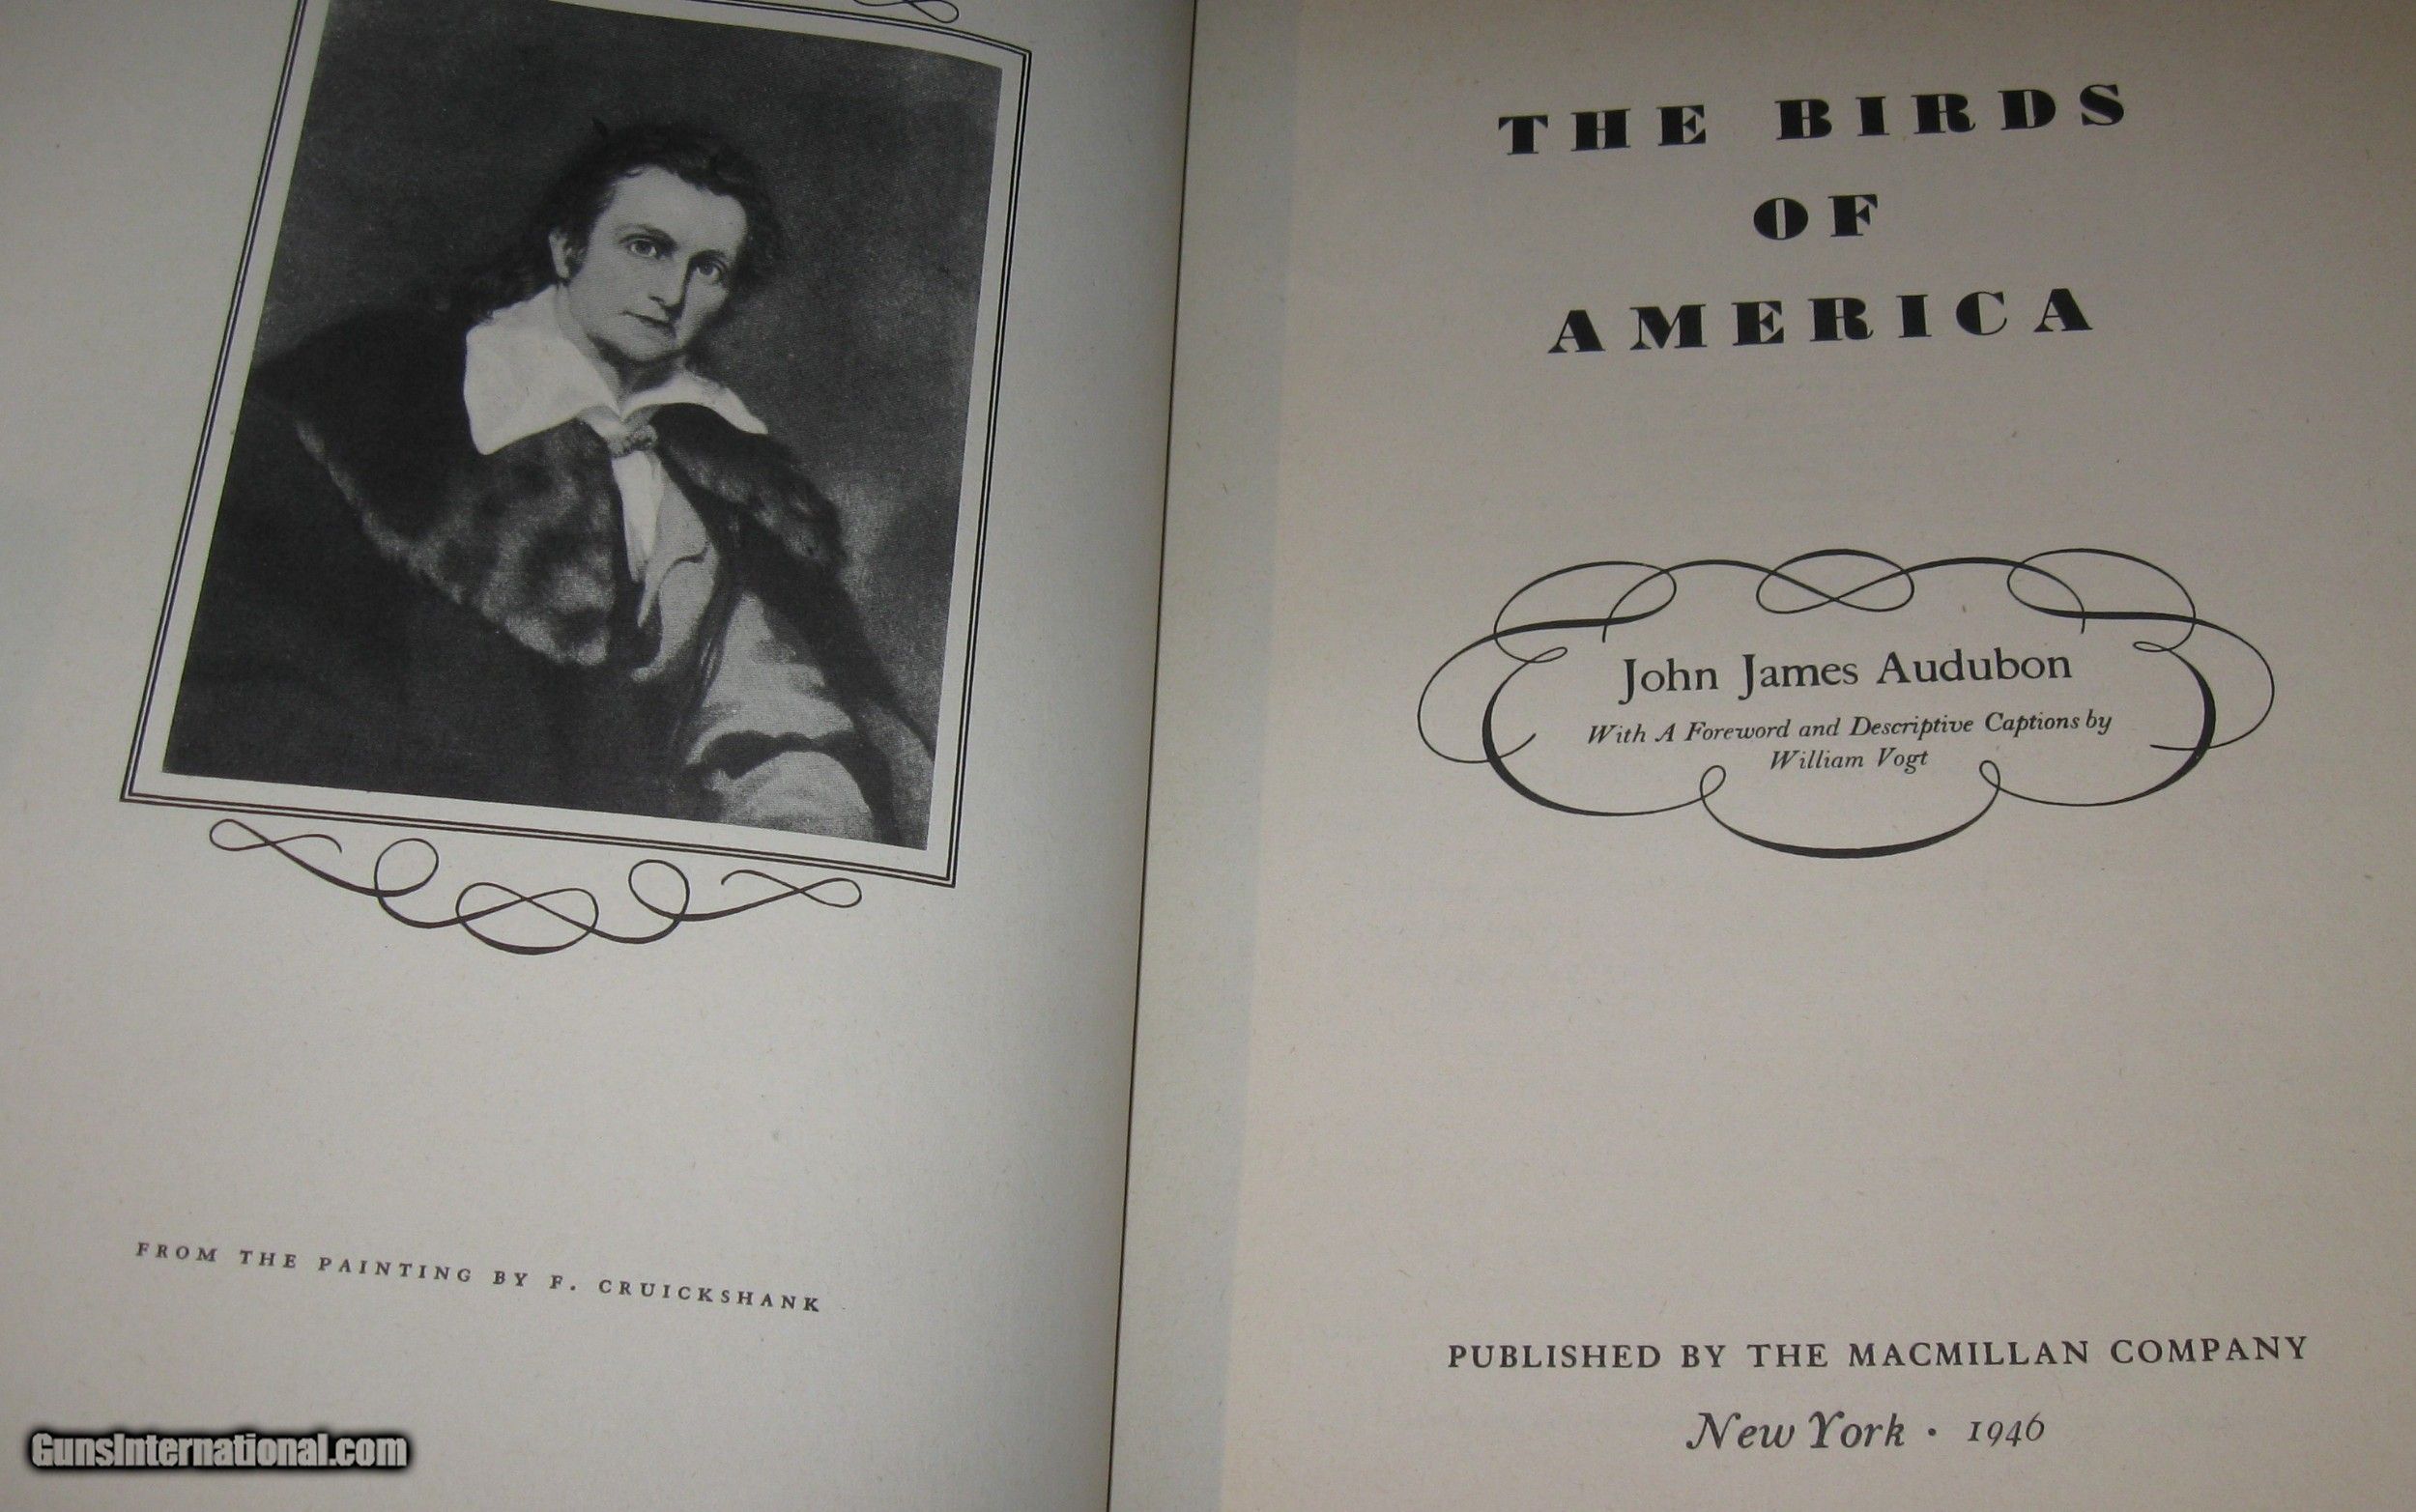 FROM THE PAINTING BY F. CRUICKSHANK
THE BIRDS
OF
AMERICA
John James Audubon
With A Foreword and Descriptive Captions by
William Vogt
PUBLISHED BY THE MACMILLAN COMPANY
New York · 1946
GunsInternational.com